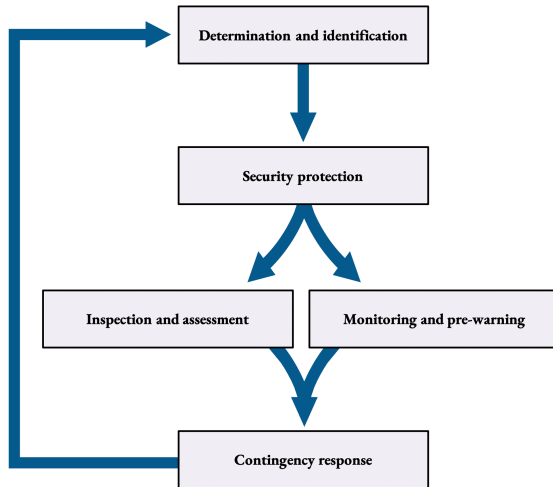 Determination and identification
Security protection
Inspection and assessment
Monitoring and pre-warning
Contingency response